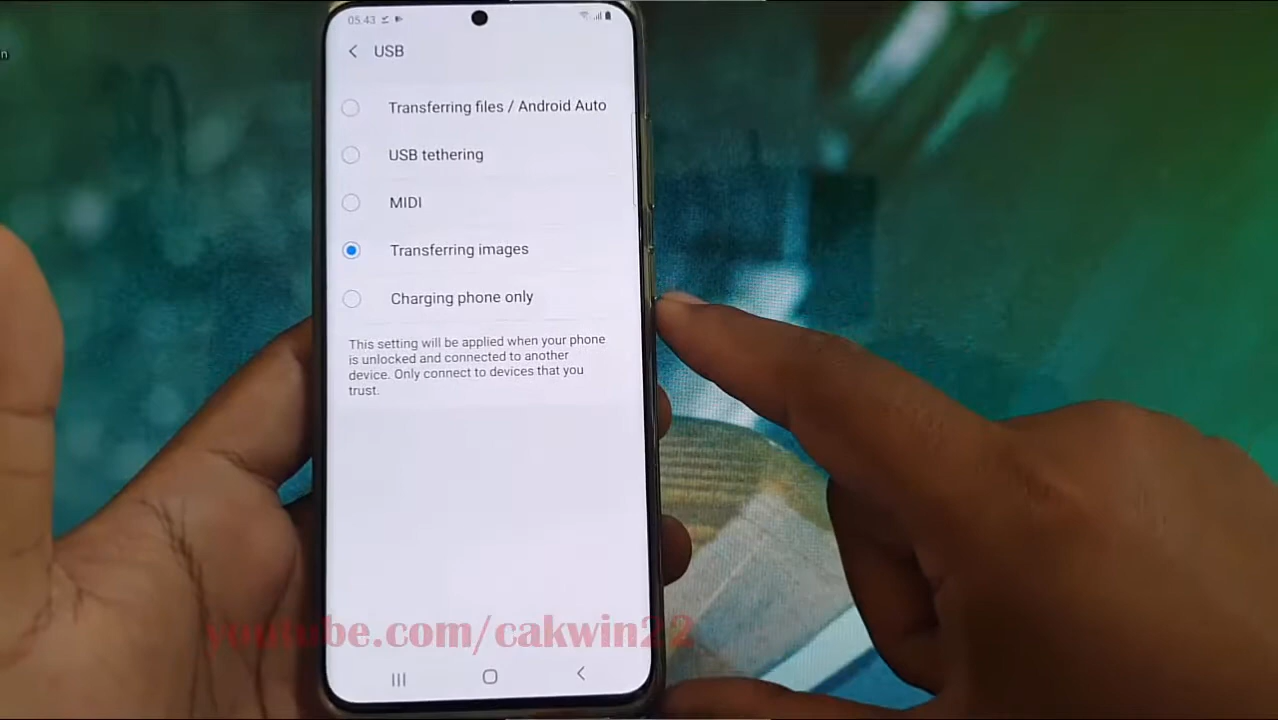 n
05.43
USB
Transferring files / Android Auto
USB tethering
MIDI
Transferring images
Charging phone only
This setting will be applied when your phone
is unlocked and connected to another
device. Only connect to devices that you
trust.
youtube.com/cakwin22